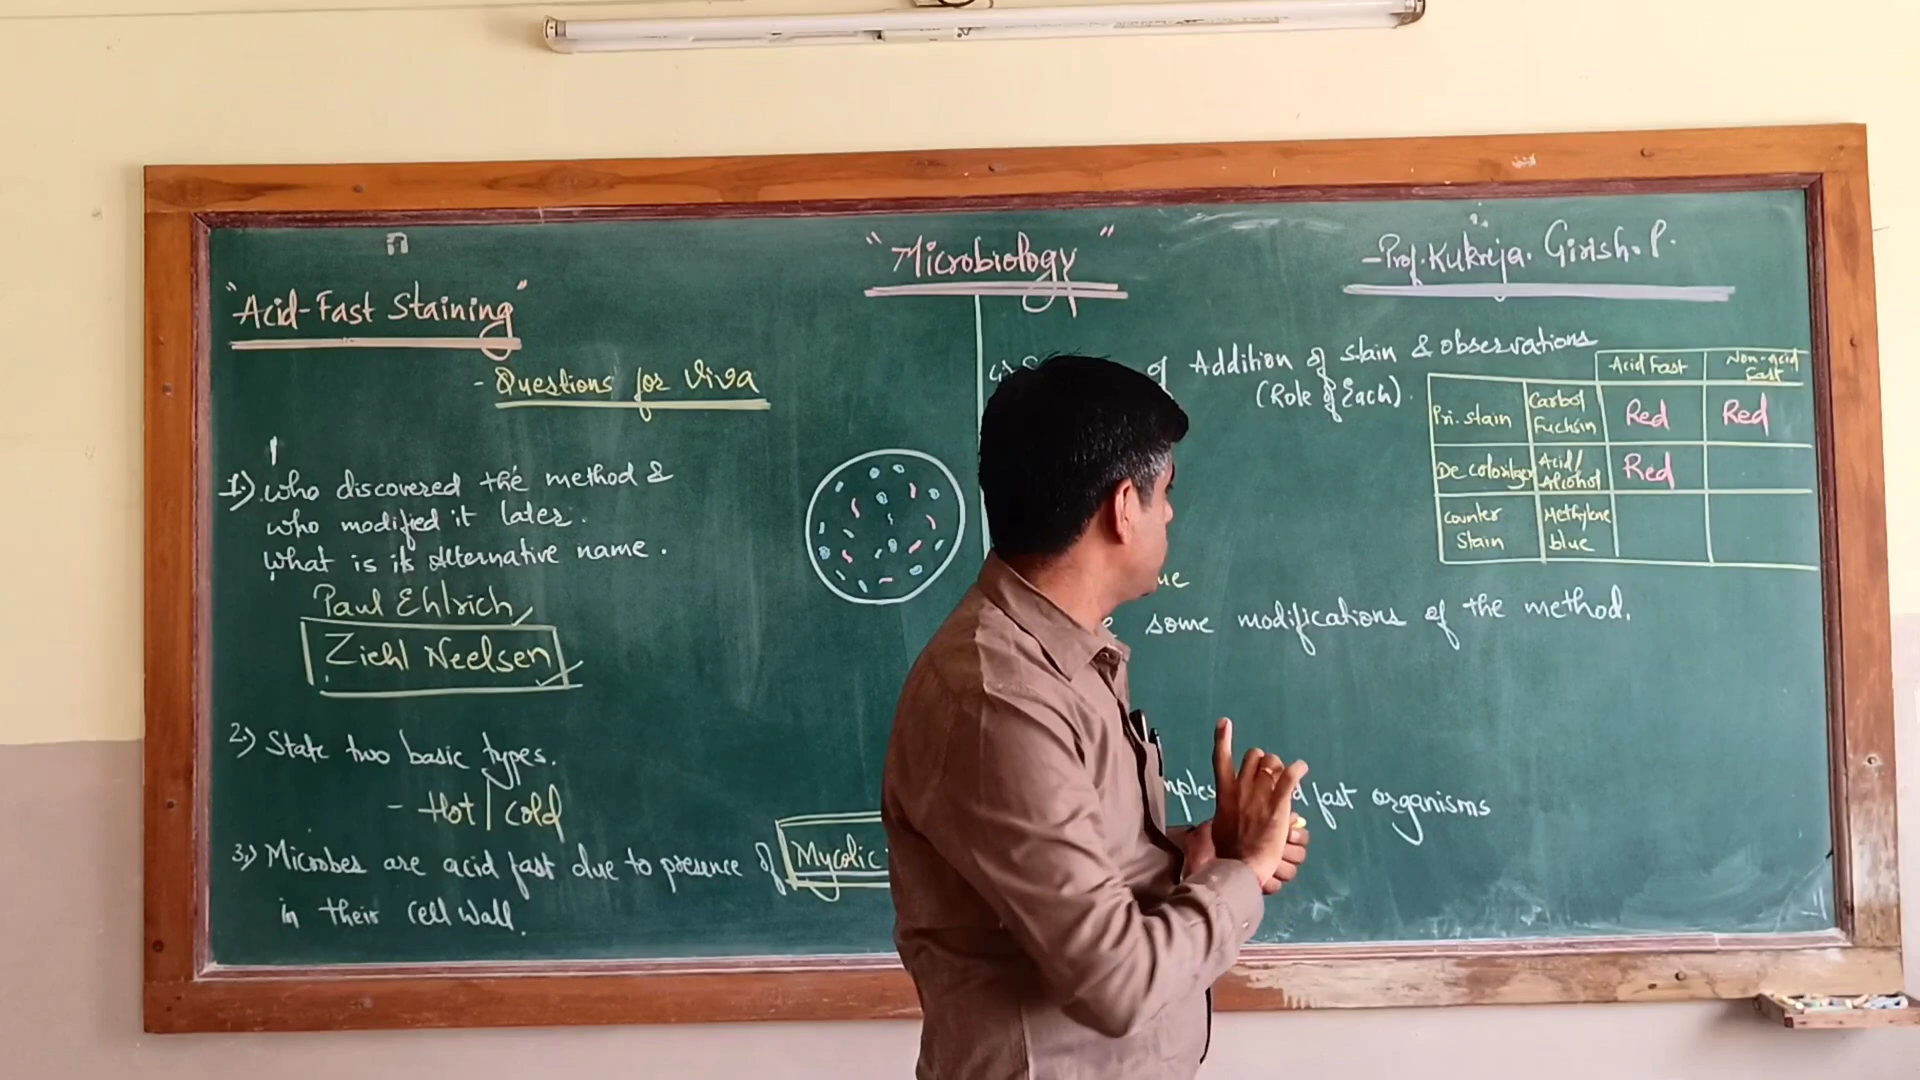 "Microbiology"
- Prof. Kukreja. Girish. P.
"Acid-Fast Staining"
- Questions for Viva
1.) Who discovered the method &
who modified it later.
What is its alternative name.
Paul Ehlrich
Ziehl Neelsen
2.) State two basic types.
- Hot / Cold
3.) Microbes are acid fast due to presence of Mycolic
in their cell wall.
of Addition of stain & observations
(Role of Each).
Acid Fast Non-acid Fast
Pri. stain Carbol Fuchsin Red Red
Decolorilizer Acid/ Alcohol Red
Counter Stain Methylene blue
some modifications of the method.
fast organisms